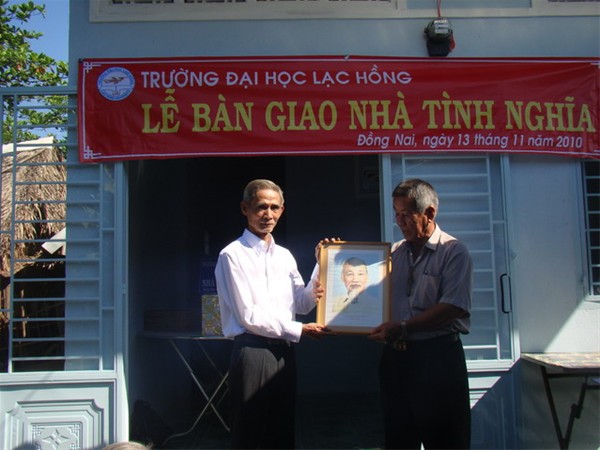 TRƯỜNG ĐẠI HỌC LẠC HỒNG
LỄ BÀN GIAO NHÀ TÌNH NGHĨA
Đồng Nai, ngày 13 tháng 11 năm 2010